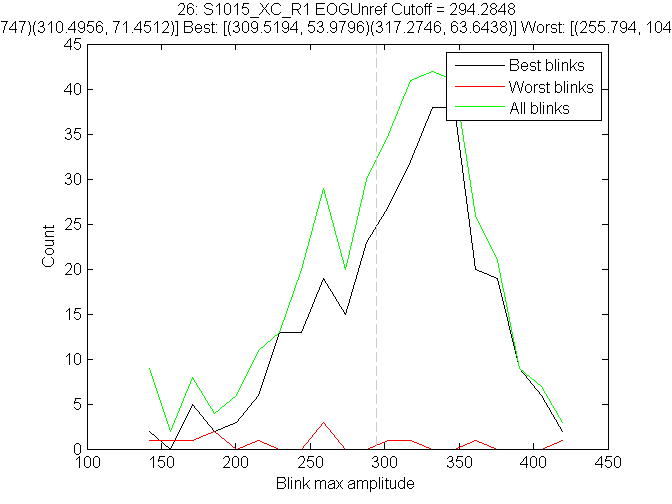 26: S1015_XC_R1 EOGUnref Cutoff = 294.2848
747)(310.4956, 71.4512)] Best: [(309.5194, 53.9796)(317.2746, 63.6438)] Worst: [(255.794, 104
45
40
35
30
25
20
15
10
5
0
Count
Best blinks
Worst blinks
All blinks
100
150
200
250
300
350
400
450
Blink max amplitude